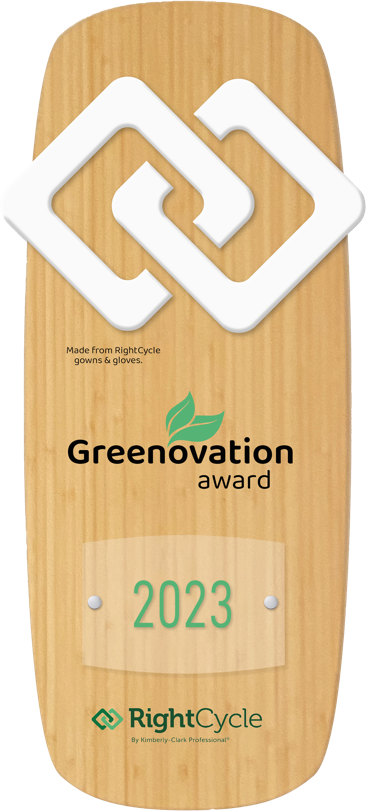 Made from RightCycle
gowns & gloves.
Greenovation
award
2023
RightCycle
By Kimberly-Clark Professional®